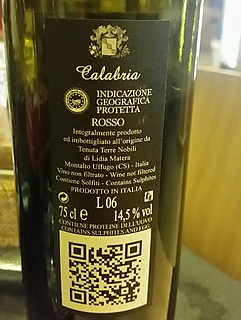 Calabria
INDICAZIONE
GEOGRAFICA
PROTETTA
ROSSO
Integralmente prodotto
ed imbottigliato all'origine da
Tenuta Terre Nobili
di Lidia Matera
Montalto Uffugo (CS) - Italia
Vino non filtrato - Wine not filtered
Contiene Solfiti - Contains Sulphites
PRODOTTO IN ITALIA
L 06
75 cl e 14,5% vol
CONTIENE PROTEINE DELL'UOVO
CONTAINS SULPHITES AND EGG